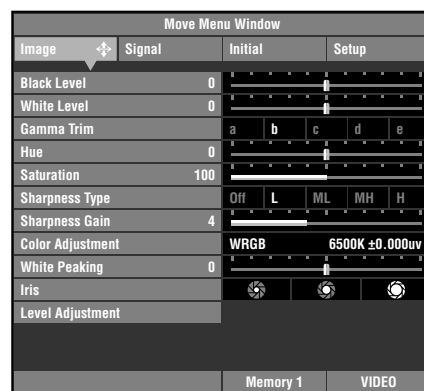 Move Menu Window
Image Signal Initial Setup
Black Level 0
White Level 0
Gamma Trim a b c d e
Hue 0
Saturation 100
Sharpness Type Off L ML MH H
Sharpness Gain 4
Color Adjustment WRGB 6500K ±0.000uv
White Peaking 0
Iris
Level Adjustment
Memory 1 VIDEO